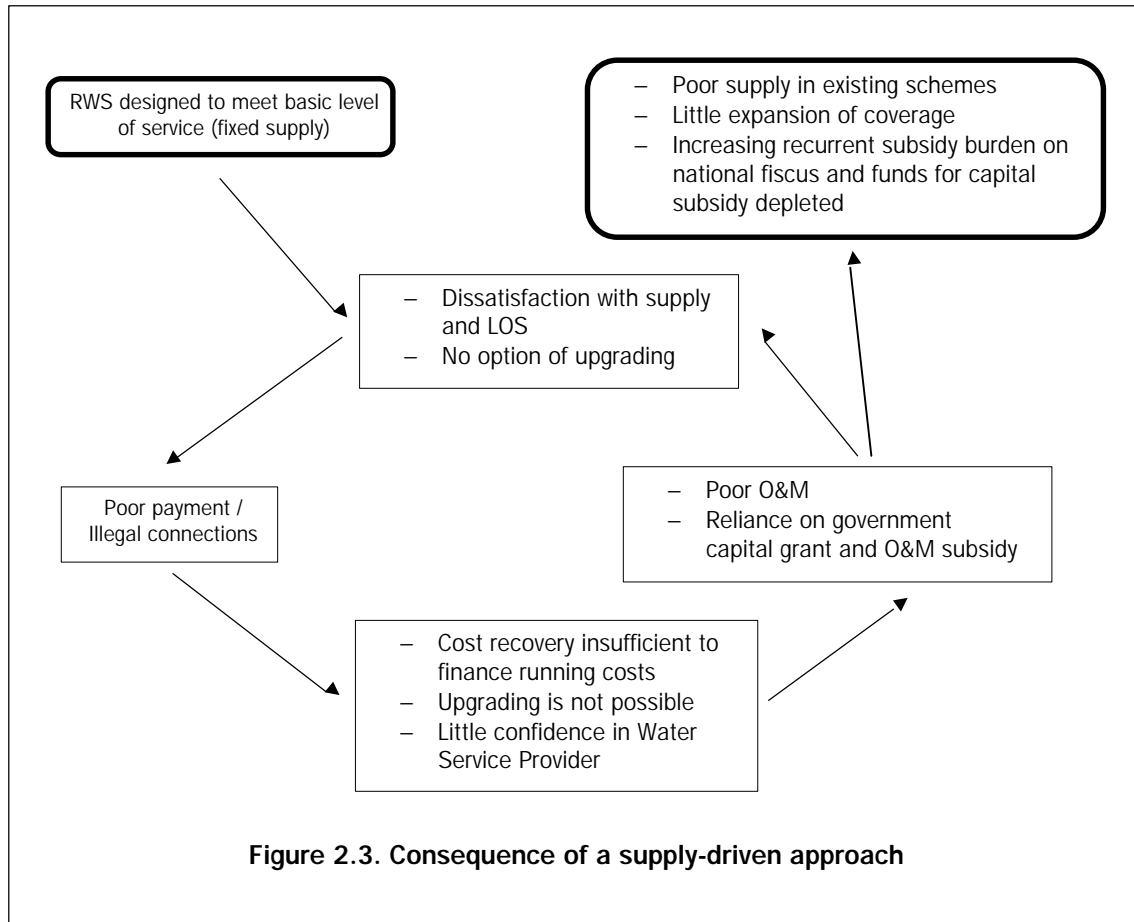 RWS designed to meet basic level
of service (fixed supply)
– Poor supply in existing schemes
– Little expansion of coverage
– Increasing recurrent subsidy burden on
national fiscus and funds for capital
subsidy depleted
– Dissatisfaction with supply
and LOS
– No option of upgrading
Poor payment /
Illegal connections
– Poor O&M
– Reliance on government
capital grant and O&M subsidy
– Cost recovery insufficient to
finance running costs
– Upgrading is not possible
– Little confidence in Water
Service Provider
Figure 2.3. Consequence of a supply-driven approach